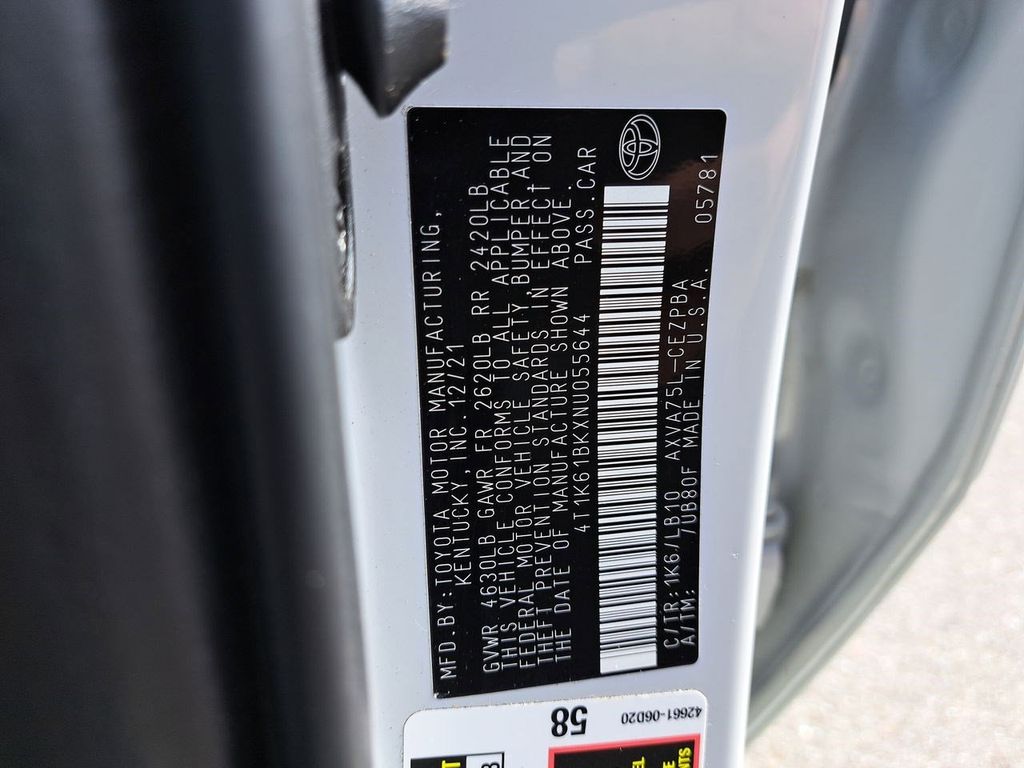 MFD.BY:TOYOTA MOTOR MANUFACTURING,
KENTUCKY,INC.12/21
GVWR 4630LB GAWR FR 2620LB RR 2420LB
THIS VEHICLE CONFORMS TO ALL APPLICABLE
FEDERAL MOTOR VEHICLE SAFETY,BUMPER,AND
THEFT PREVENTION STANDARDS IN EFFECT ON
THE DATE OF MANUFACTURE SHOWN ABOVE.
4T1K61BKXNU055644 PASS.CAR
C/TR:1K6/LB10 AXVA75L-CEZPBA
A/TM: /UB80F MADE IN U.S.A. 05781
58
42661-06D20